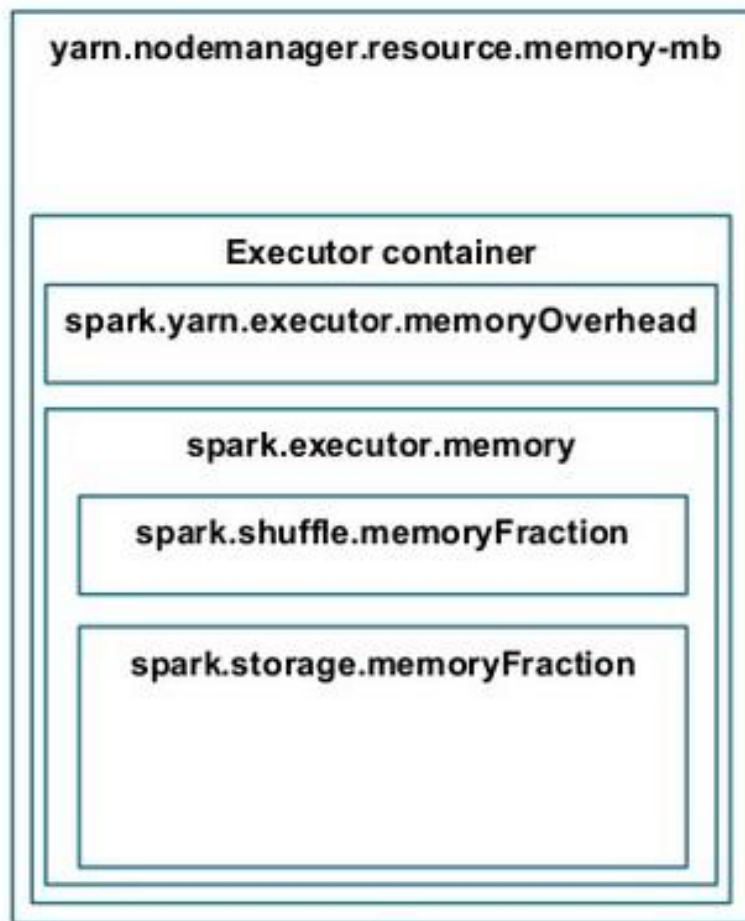 yarn.nodemanager.resource.memory-mb
Executor container
spark.yarn.executor.memoryOverhead
spark.executor.memory
spark.shuffle.memoryFraction
spark.storage.memoryFraction